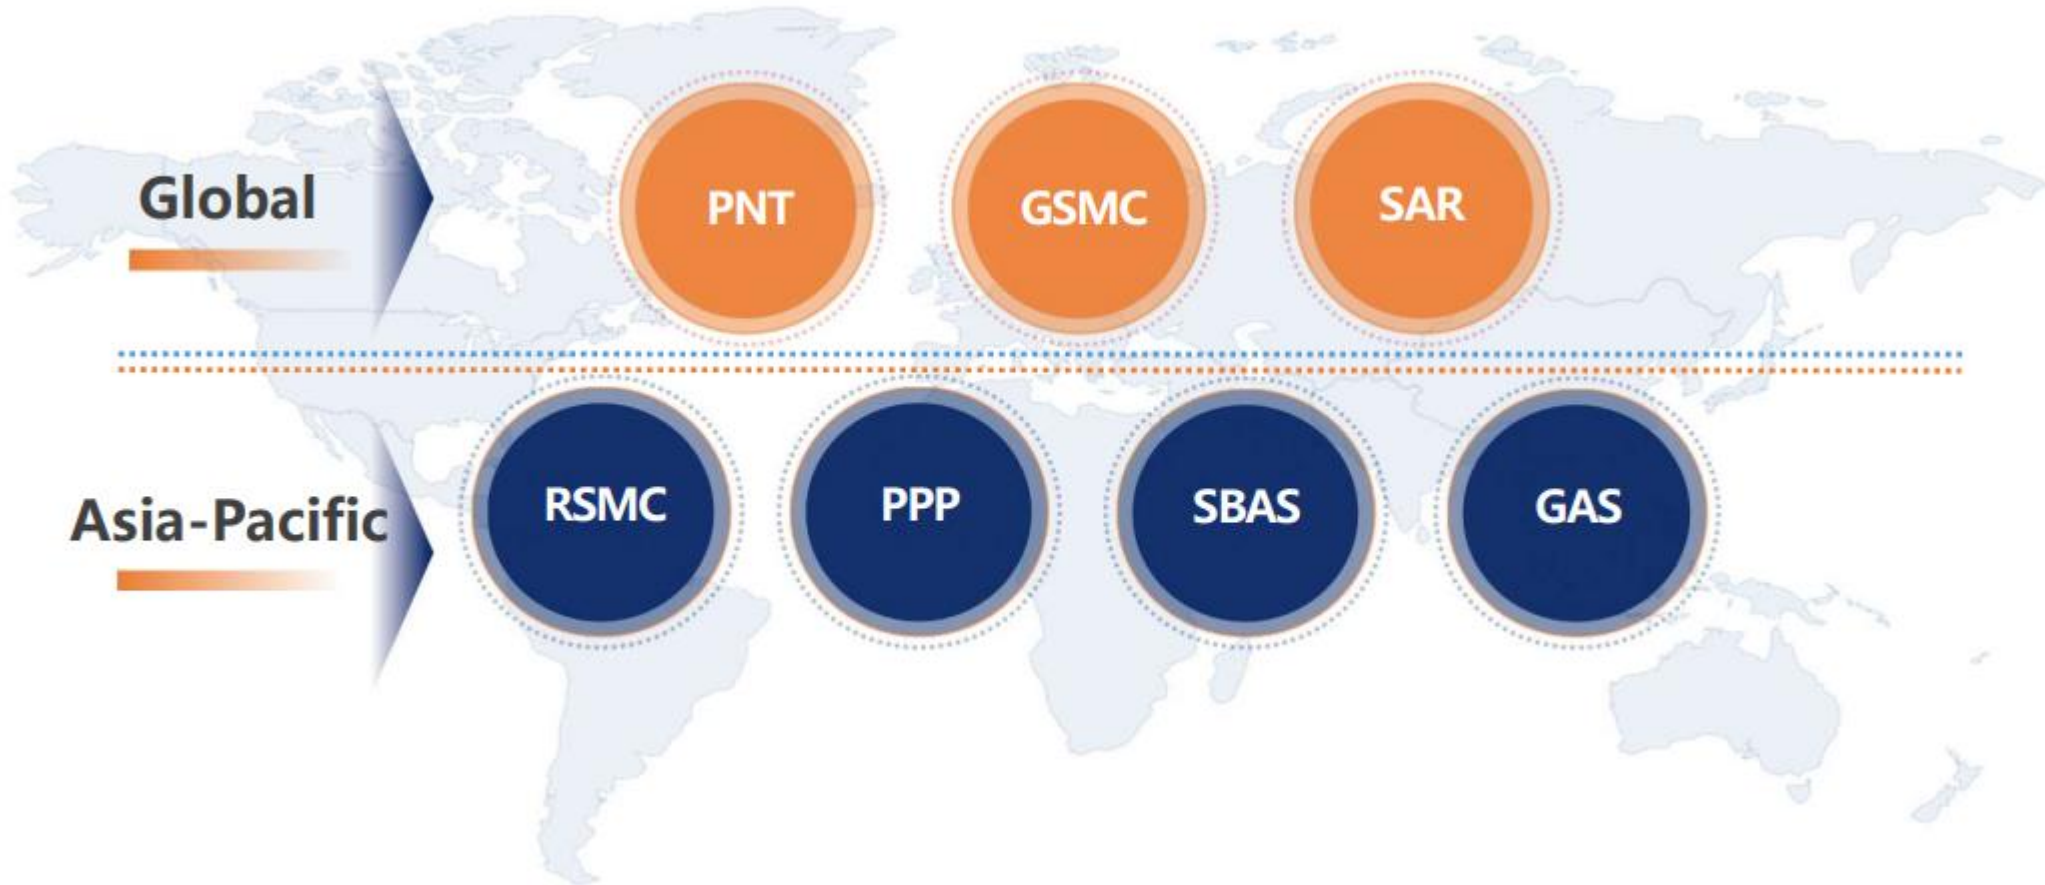 Global
PNT
GSMC
SAR
Asia-Pacific
RSMC
PPP
SBAS
GAS